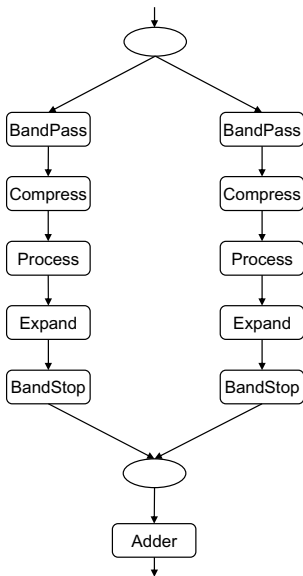 BandPass
BandPass
Compress
Compress
Process
Process
Expand
Expand
BandStop
BandStop
Adder